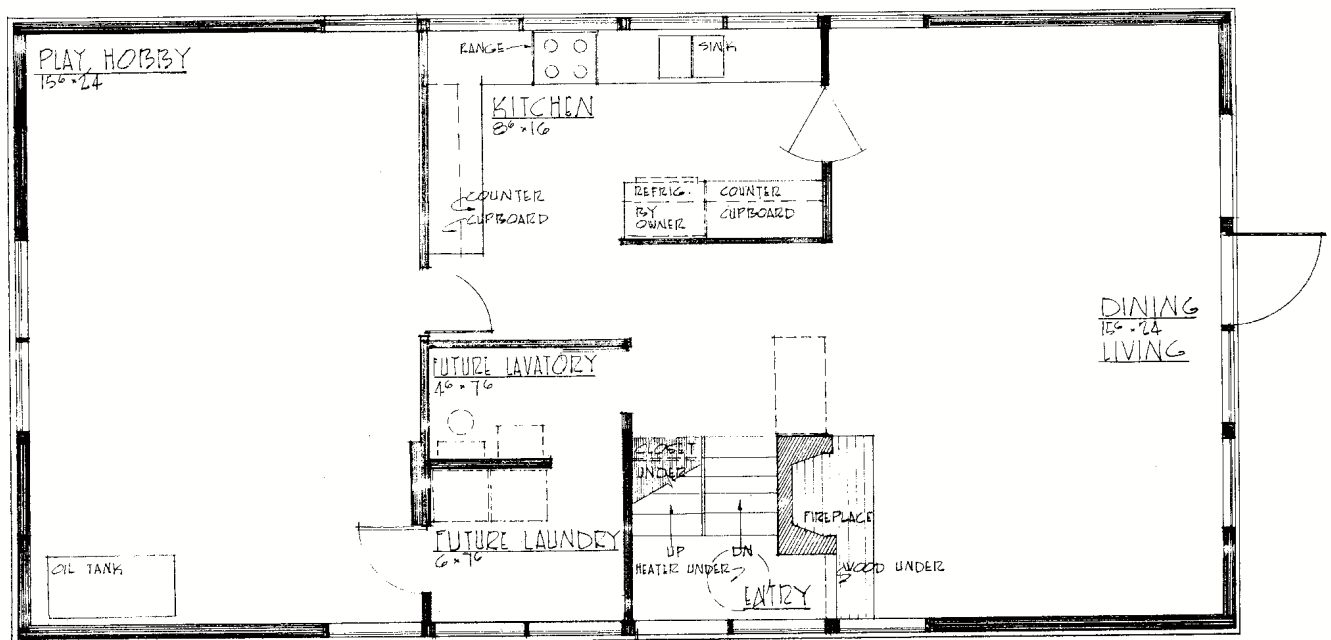 PLAY, HOBBY
15⁶ × 24
RANGE
SINK
KITCHEN
8⁶ × 16
COUNTER
CUPBOARD
REFRIG.
BY
OWNER
COUNTER
CUPBOARD
DINING
15⁶ × 24
LIVING
FUTURE LAVATORY
4⁶ × 7⁶
CLOSET
UNDER
FIREPLACE
FUTURE LAUNDRY
6 × 7⁶
UP
DN
HEATER UNDER
WOOD UNDER
ENTRY
OIL TANK